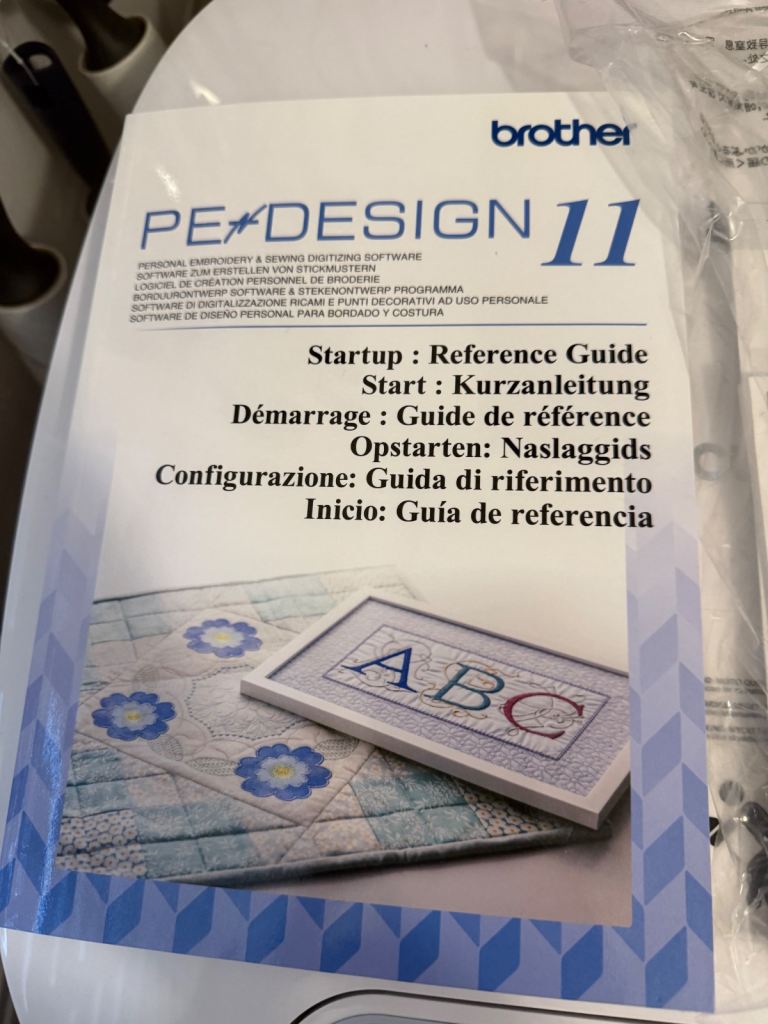 brother
PE DESIGN 11
PERSONAL EMBROIDERY & SEWING DIGITIZING SOFTWARE
SOFTWARE ZUM ERSTELLEN VON STICKMUSTERN
LOGICIEL DE CRÉATION PERSONNEL DE BRODERIE
BORDUURONTWERP SOFTWARE & STEKENONTWERP PROGRAMMA
SOFTWARE DI DIGITALIZZAZIONE RICAMI E PUNTI DECORATIVI AD USO PERSONALE
SOFTWARE DE DISEÑO PERSONAL PARA BORDADO Y COSTURA
Startup : Reference Guide
Start : Kurzanleitung
Démarrage : Guide de référence
Opstarten: Naslaggids
Configurazione: Guida di riferimento
Inicio: Guía de referencia
ABC